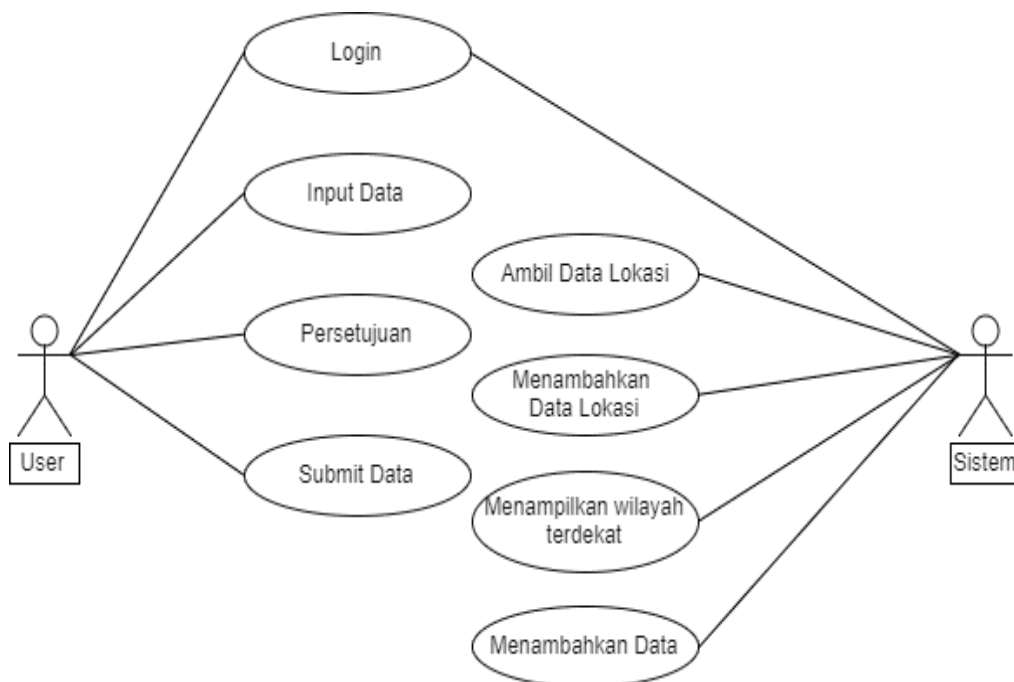 Login
Input Data
Ambil Data Lokasi
Persetujuan
Menambahkan
Data Lokasi
User
Submit Data
Sistem
Menampilkan wilayah
terdekat
Menambahkan Data